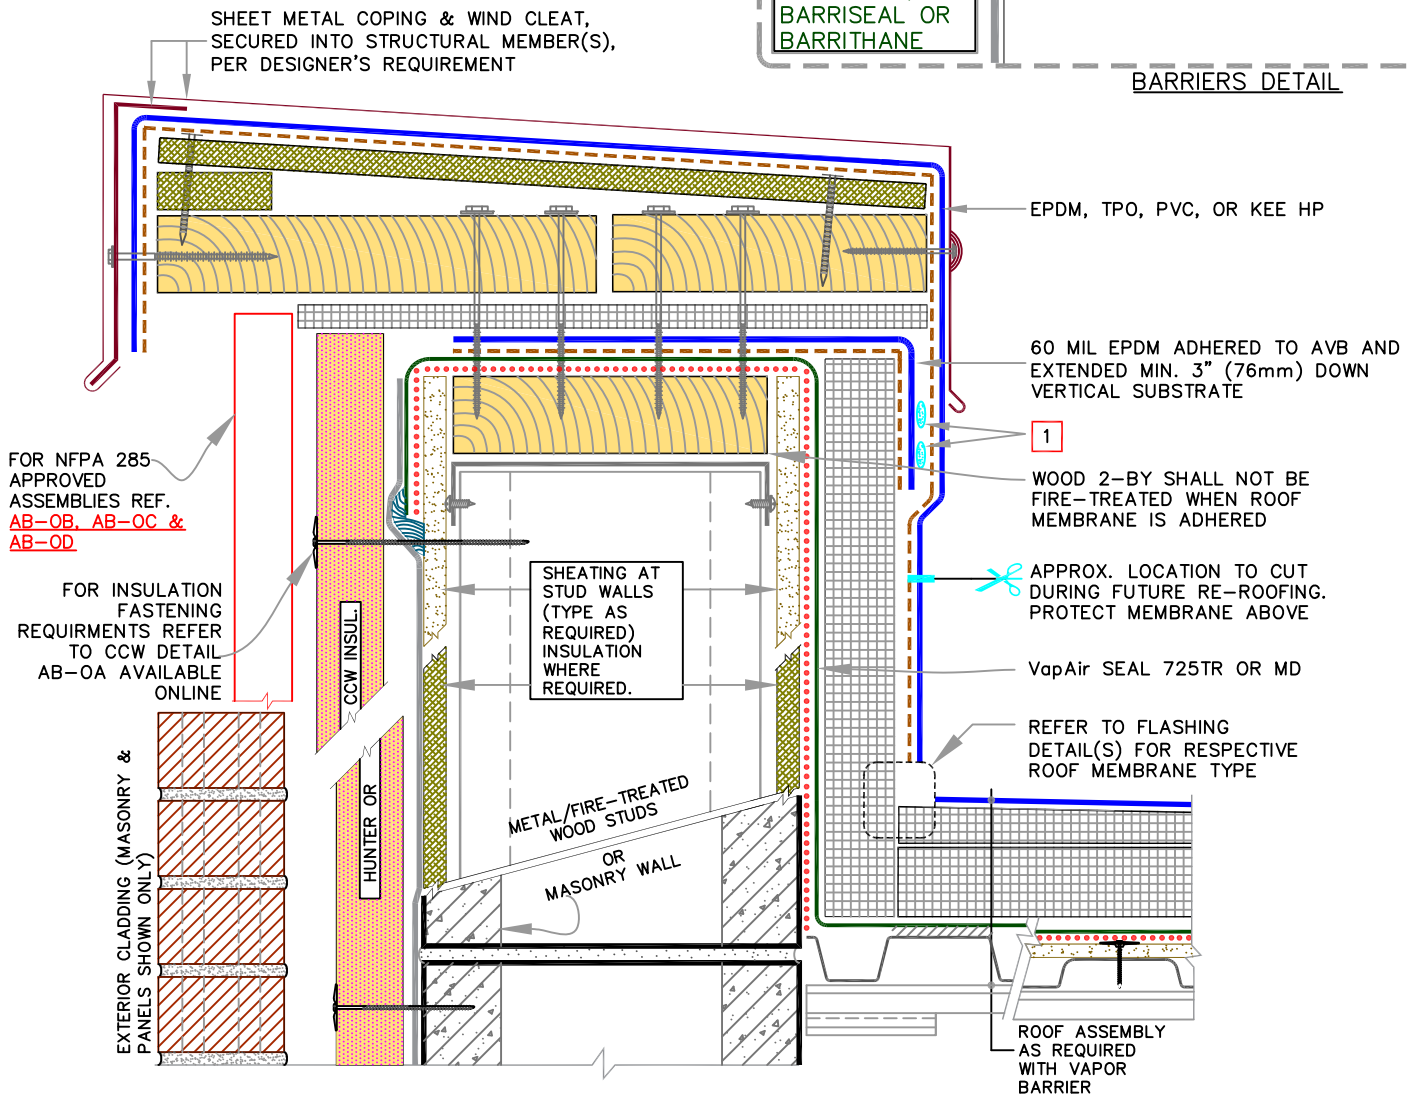 SHEET METAL COPING & WIND CLEAT,
SECURED INTO STRUCTURAL MEMBER(S),
PER DESIGNER'S REQUIREMENT
BARRISEAL OR
BARRITHANE
BARRIERS DETAIL
EPDM, TPO, PVC, OR KEE HP
60 MIL EPDM ADHERED TO AVB AND
EXTENDED MIN. 3" (76mm) DOWN
VERTICAL SUBSTRATE
1
WOOD 2-BY SHALL NOT BE
FIRE-TREATED WHEN ROOF
MEMBRANE IS ADHERED
FOR NFPA 285
APPROVED
ASSEMBLIES REF.
AB-OB, AB-OC &
AB-OD
APPROX. LOCATION TO CUT
DURING FUTURE RE-ROOFING.
PROTECT MEMBRANE ABOVE
FOR INSULATION
FASTENING
REQUIRMENTS REFER
TO CCW DETAIL
AB-OA AVAILABLE
ONLINE
SHEATING AT
STUD WALLS
(TYPE AS
REQUIRED)
INSULATION
WHERE
REQUIRED.
CCW INSUL.
HUNTER OR
VapAir SEAL 725TR OR MD
REFER TO FLASHING
DETAIL(S) FOR RESPECTIVE
ROOF MEMBRANE TYPE
METAL/FIRE-TREATED
WOOD STUDS
OR
MASONRY WALL
EXTERIOR CLADDING (MASONRY &
PANELS SHOWN ONLY)
ROOF ASSEMBLY
AS REQUIRED
WITH VAPOR
BARRIER